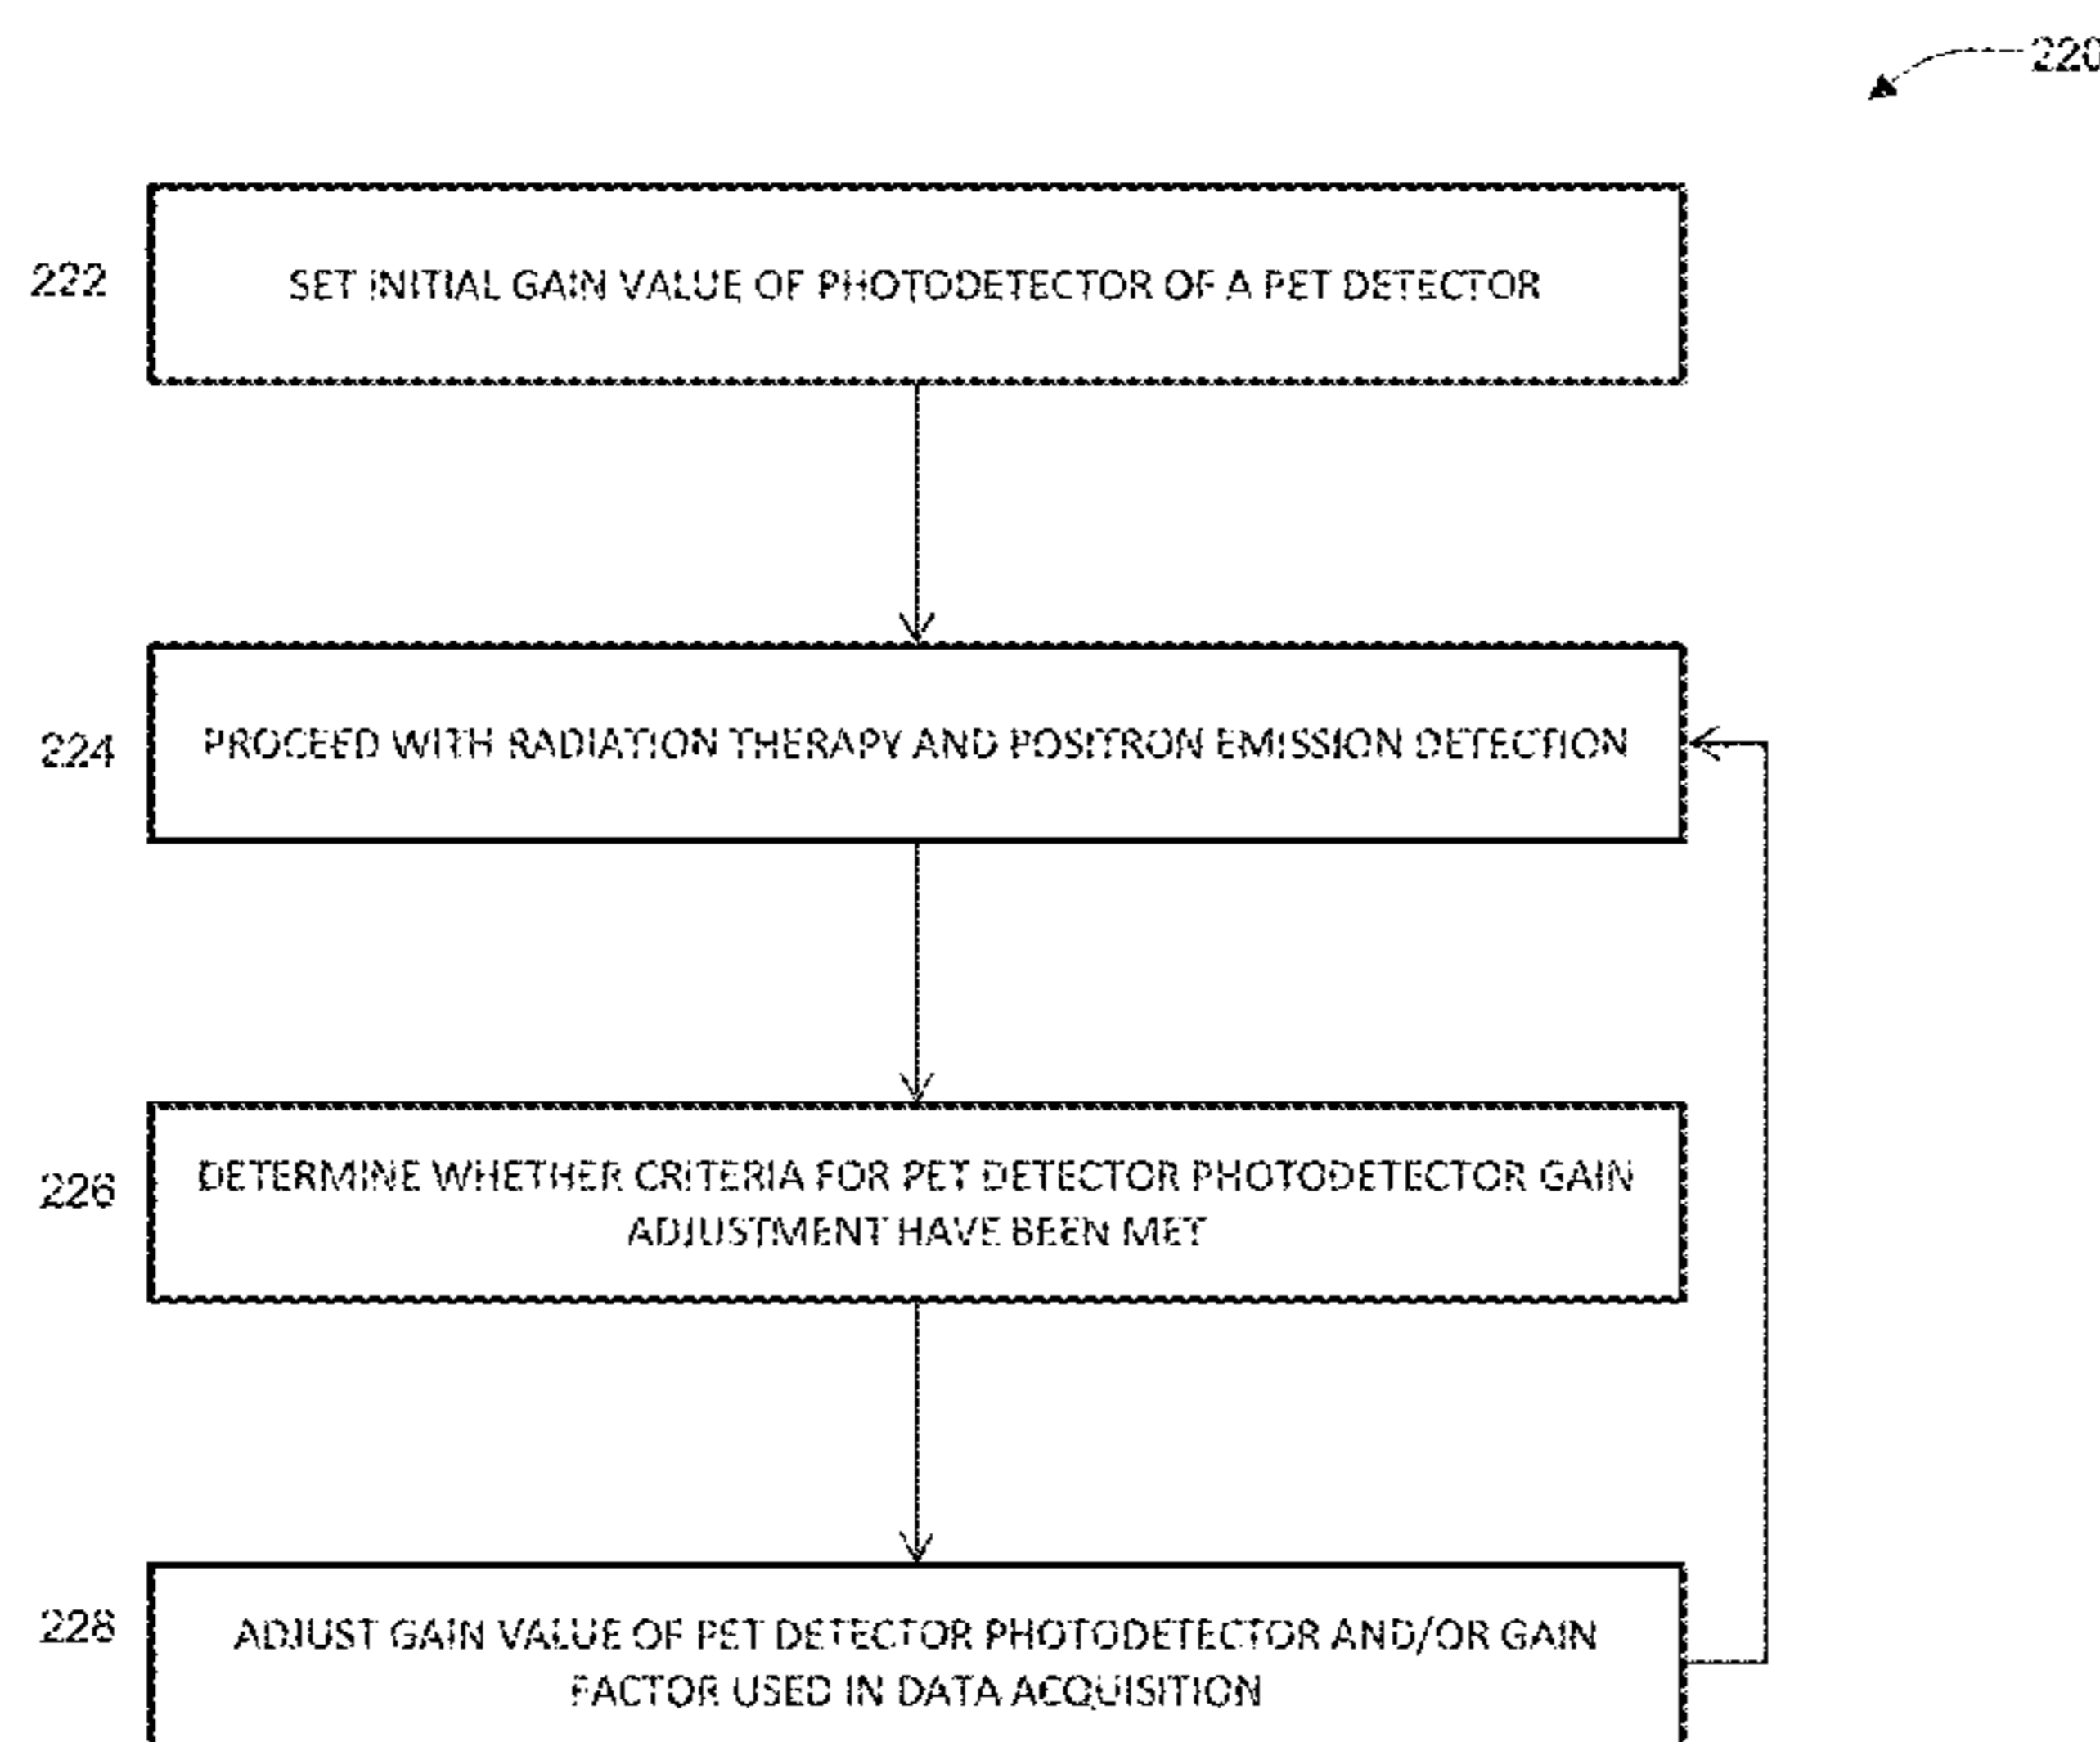 220
222
SET INITIAL GAIN VALUE OF PHOTODETECTOR OF A PET DETECTOR
224
PROCEED WITH RADIATION THERAPY AND POSITRON EMISSION DETECTION
226
DETERMINE WHETHER CRITERIA FOR PET DETECTOR PHOTODETECTOR GAIN
ADJUSTMENT HAVE BEEN MET
228
ADJUST GAIN VALUE OF PET DETECTOR PHOTODETECTOR AND/OR GAIN
FACTOR USED IN DATA ACQUISITION